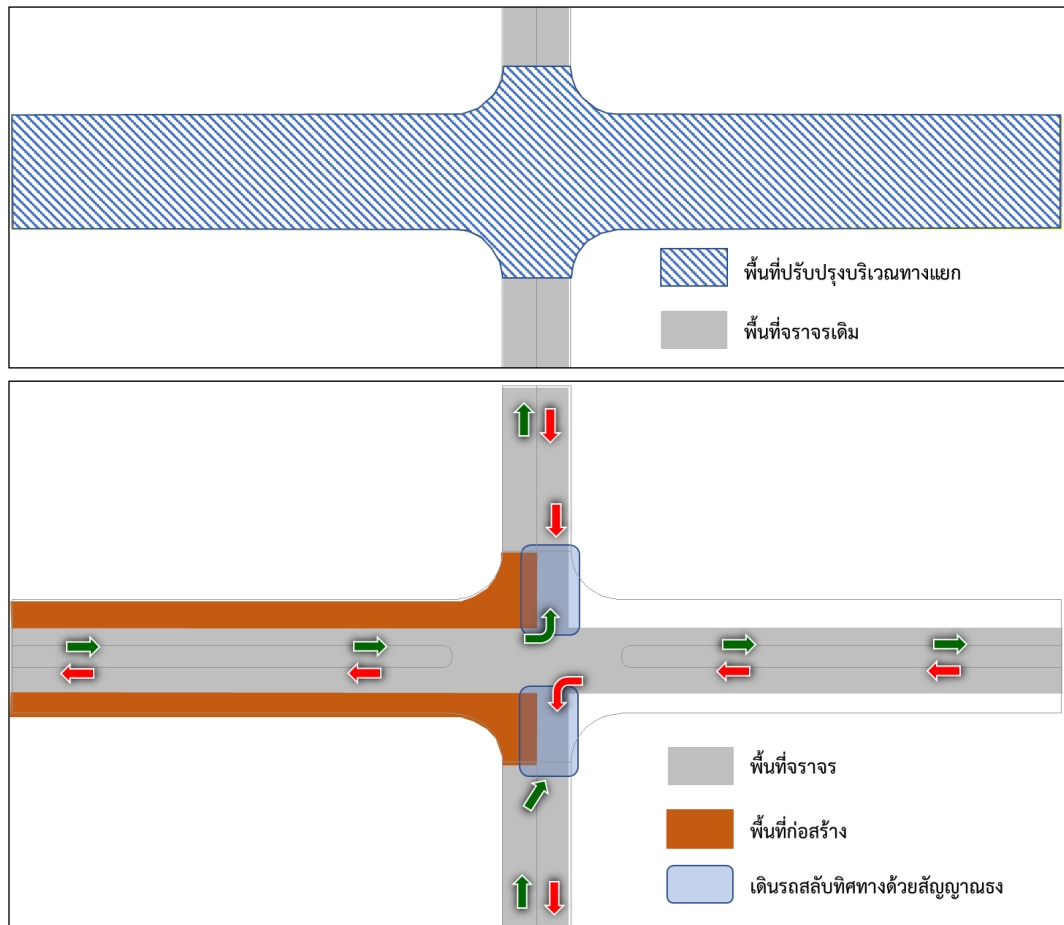 พื้นที่ปรับปรุงบริเวณทางแยก
พื้นที่จราจรเดิม
พื้นที่จราจร
พื้นที่ก่อสร้าง
เดินรถสลับทิศทางด้วยสัญญาณธง